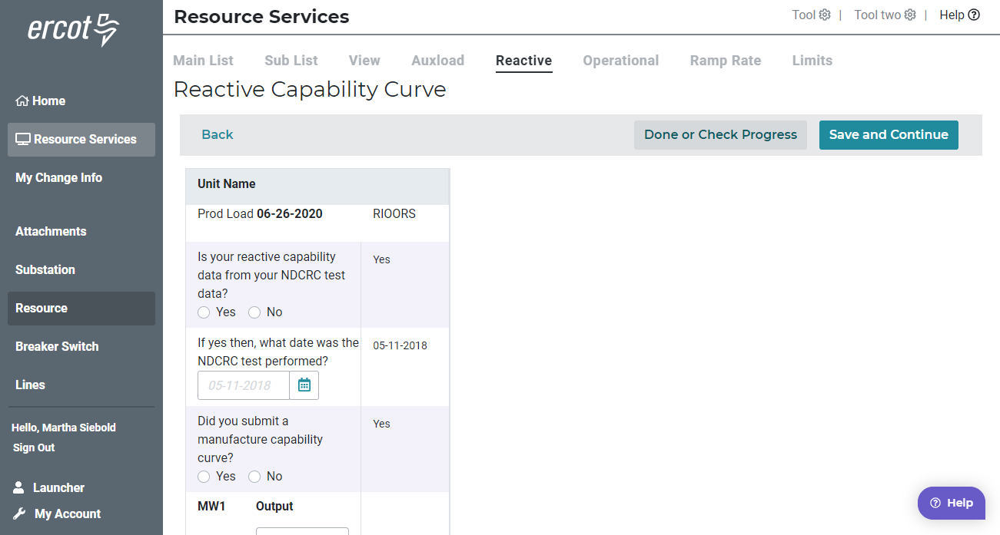 ercot
Home
Resource Services
My Change Info
Attachments
Substation
Resource
Breaker Switch
Lines
Hello, Martha Siebold
Sign Out
Launcher
My Account
Resource Services
Tool | Tool two | Help
Main List Sub List View Auxload Reactive Operational Ramp Rate Limits
Reactive Capability Curve
Back Done or Check Progress Save and Continue
Unit Name
Prod Load 06-26-2020 RIOORS
Is your reactive capability
data from your NDCRC test
data?
Yes No
Yes
If yes then, what date was the
NDCRC test performed?
05-11-2018
05-11-2018
Did you submit a
manufacture capability
curve?
Yes No
Yes
MW1 Output
Help